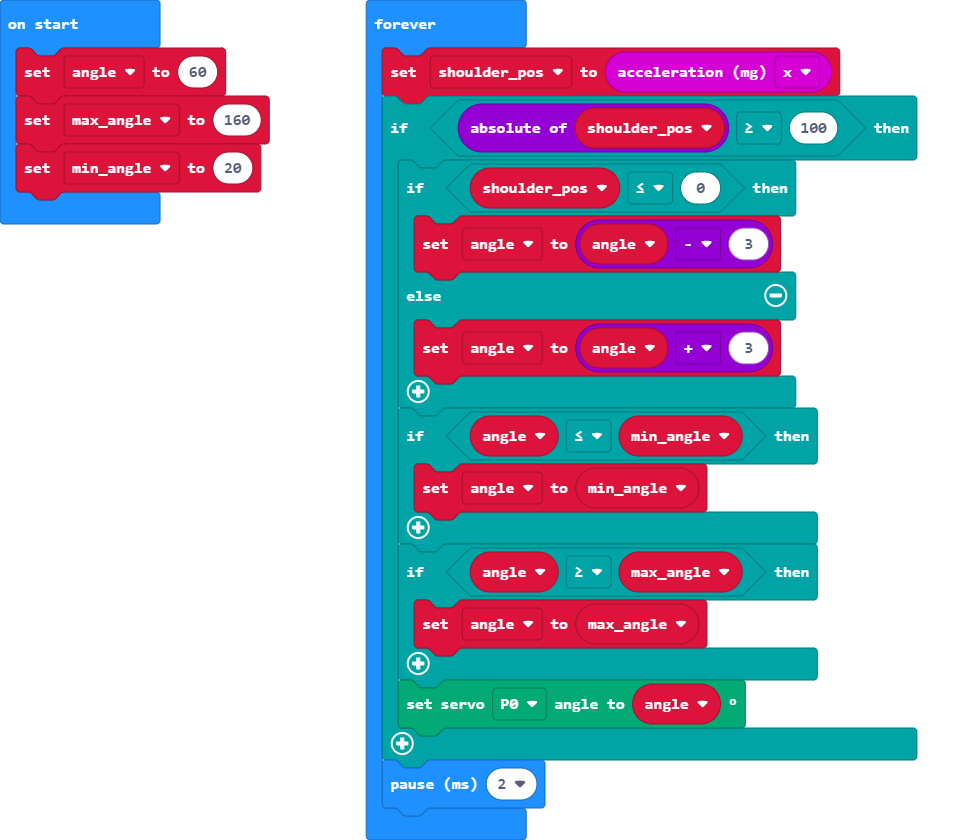 on start
set angle to 60
set max_angle to 160
set min_angle to 20
forever
set shoulder_pos to acceleration (mg) x
if absolute of shoulder_pos ≥ 100 then
if shoulder_pos ≤ 0 then
set angle to angle - 3
else
set angle to angle + 3
if angle ≤ min_angle then
set angle to min_angle
if angle ≥ max_angle then
set angle to max_angle
set servo P0 angle to angle °
pause (ms) 2